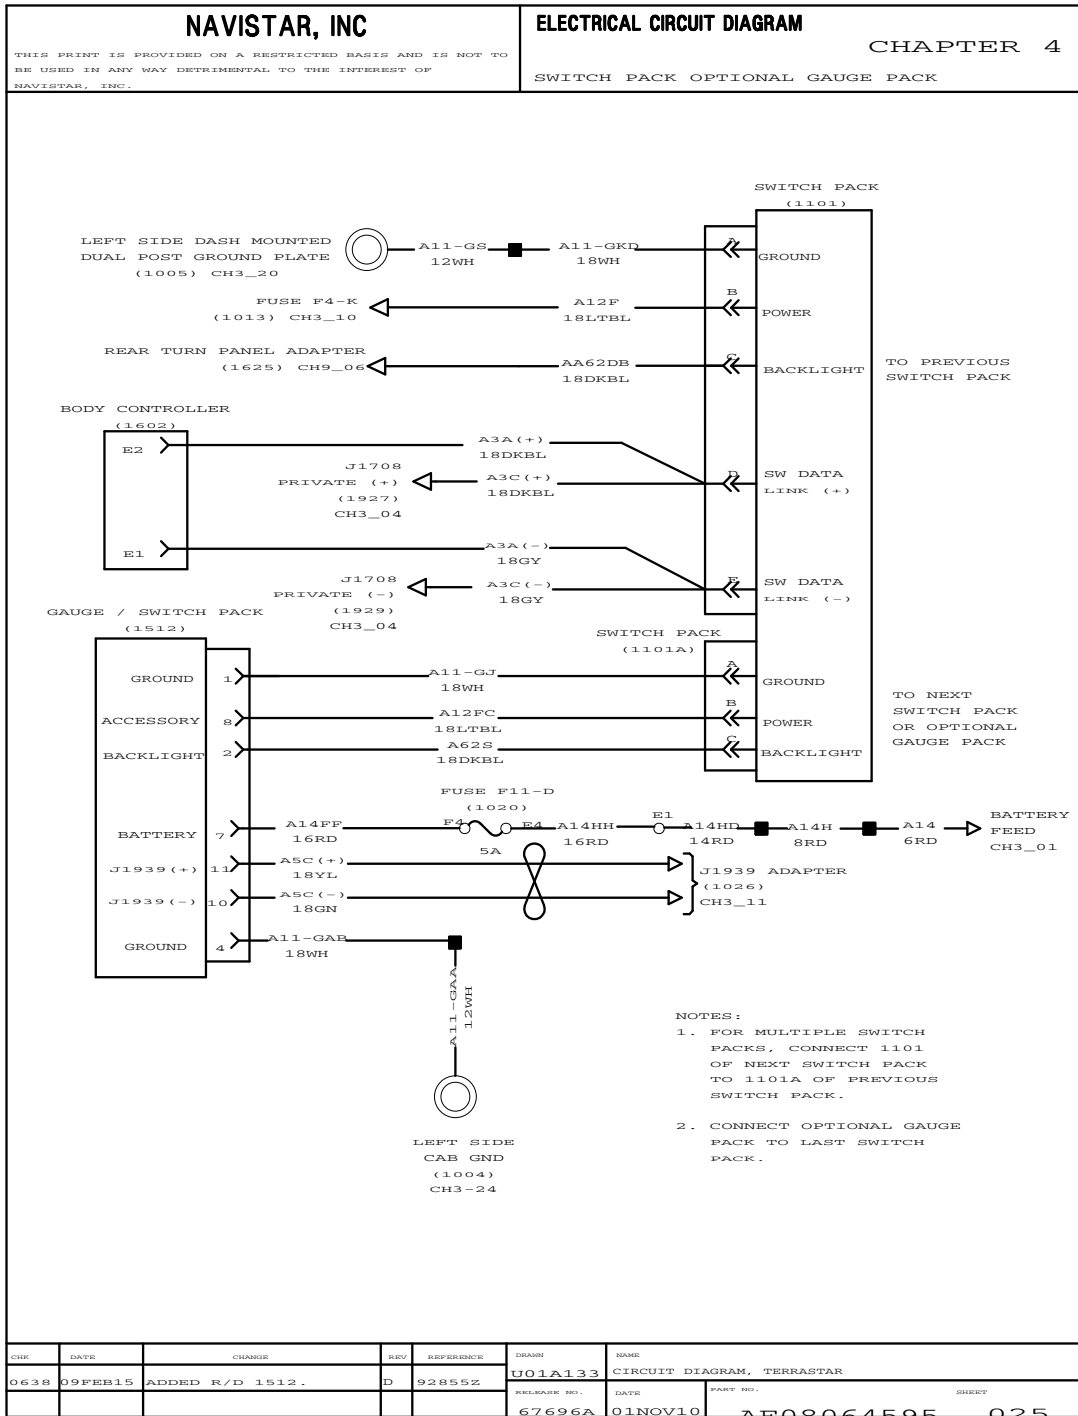 NAVISTAR, INC
THIS PRINT IS PROVIDED ON A RESTRICTED BASIS AND IS NOT TO
BE USED IN ANY WAY DETRIMENTAL TO THE INTEREST OF
NAVISTAR, INC.
ELECTRICAL CIRCUIT DIAGRAM
CHAPTER 4
SWITCH PACK OPTIONAL GAUGE PACK
SWITCH PACK
(1101)
LEFT SIDE DASH MOUNTED
DUAL POST GROUND PLATE
(1005) CH3_20
A11-GS
12WH
A11-GKD
18WH
A
GROUND
FUSE F4-K
(1013) CH3_10
A12F
18LTBL
B
POWER
REAR TURN PANEL ADAPTER
(1625) CH9_06
AA62DB
18DKBL
C
BACKLIGHT
TO PREVIOUS
SWITCH PACK
BODY CONTROLLER
(1602)
E2
A3A(+)
18DKBL
J1708
PRIVATE (+)
(1927)
CH3_04
A3C(+)
18DKBL
D
SW DATA
LINK (+)
E1
A3A(-)
18GY
J1708
PRIVATE (-)
(1929)
CH3_04
A3C(-)
18GY
E
SW DATA
LINK (-)
GAUGE / SWITCH PACK
(1512)
SWITCH PACK
(1101A)
GROUND
1
A11-GJ
18WH
A
GROUND
ACCESSORY
8
A12FC
18LTBL
B
POWER
BACKLIGHT
2
A62S
18DKBL
C
BACKLIGHT
TO NEXT
SWITCH PACK
OR OPTIONAL
GAUGE PACK
FUSE F11-D
(1020)
BATTERY
7
A14FF
16RD
F4
5A
E4
A14HH
16RD
E1
A14HD
14RD
A14H
8RD
A14
6RD
BATTERY
FEED
CH3_01
J1939(+)
11
A5C(+)
18YL
J1939(-)
10
A5C(-)
18GN
J1939 ADAPTER
(1026)
CH3_11
GROUND
4
A11-GAB
18WH
A11-GAA
12WH
LEFT SIDE
CAB GND
(1004)
CH3-24
NOTES:
1. FOR MULTIPLE SWITCH
PACKS, CONNECT 1101
OF NEXT SWITCH PACK
TO 1101A OF PREVIOUS
SWITCH PACK.
2. CONNECT OPTIONAL GAUGE
PACK TO LAST SWITCH
PACK.
CHK DATE CHANGE REV REFERENCE
0638 09FEB15 ADDED R/D 1512. D 92855Z
DRAWN
U01A133
NAME
CIRCUIT DIAGRAM, TERRASTAR
RELEASE NO.
67696A
DATE
01NOV10
PART NO.
AE08064595
SHEET
025